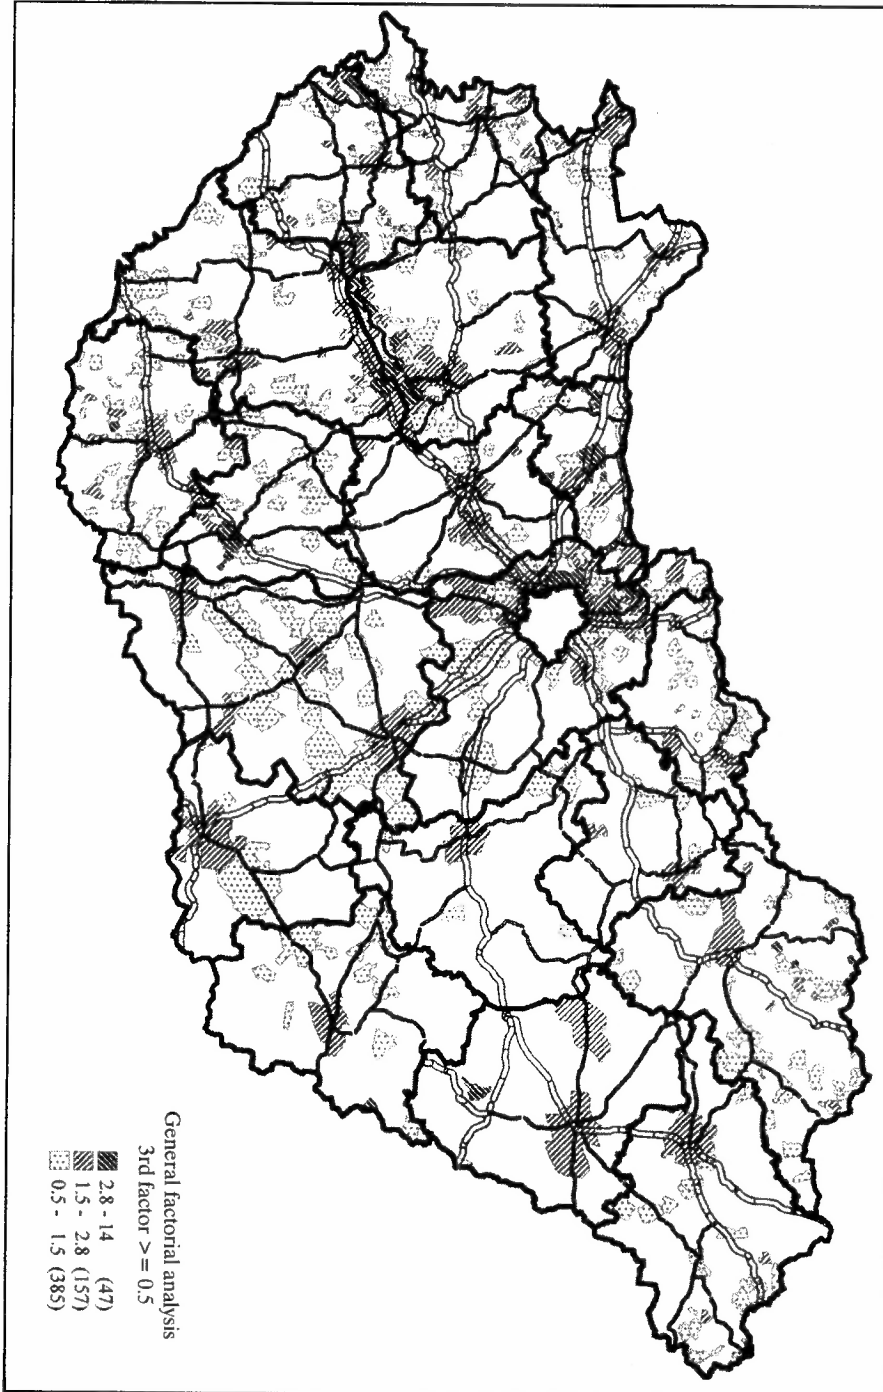 General factorial analysis
3rd factor > = 0.5
2.8 - 14 (47)
1.5 - 2.8 (157)
0.5 - 1.5 (385)